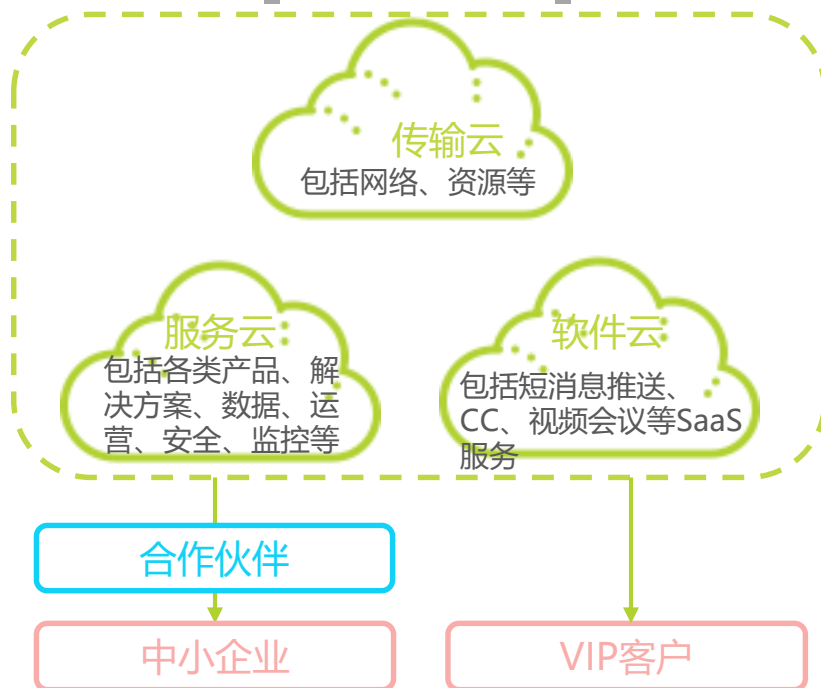 传输云
包括网络、资源等
服务云
包括各类产品、解
决方案、数据、运
营、安全、监控等
软件云
包括短消息推送、
CC、视频会议等SaaS
服务
合作伙伴
中小企业
VIP客户